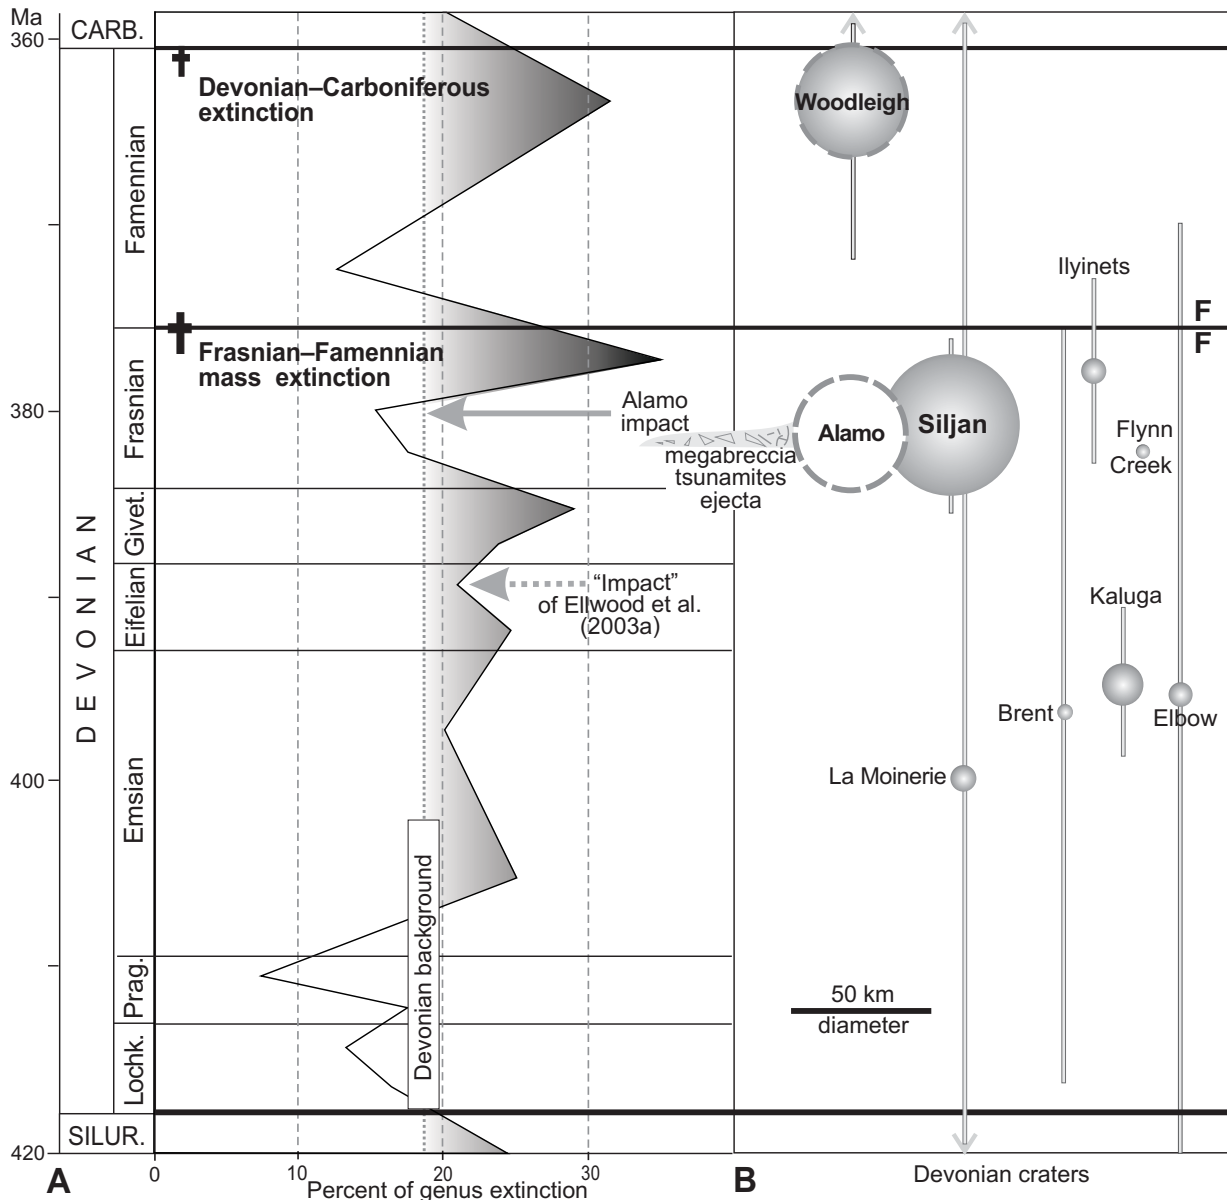 Ma
360
380
400
420
CARB.
DEVONIAN
SILUR.
Famennian
Frasnian
Givet.
Eifelian
Emsian
Prag.
Lochk.
Devonian–Carboniferous
extinction
Frasnian–Famennian
mass extinction
Alamo
impact
megabreccia
tsunamites
ejecta
“Impact”
of Ellwood et al.
(2003a)
Devonian background
0
10
20
30
Percent of genus extinction
A
Woodleigh
Ilyinets
F
F
Alamo
Siljan
Flynn
Creek
Kaluga
Brent
Elbow
La Moinerie
50 km
diameter
B
Devonian craters